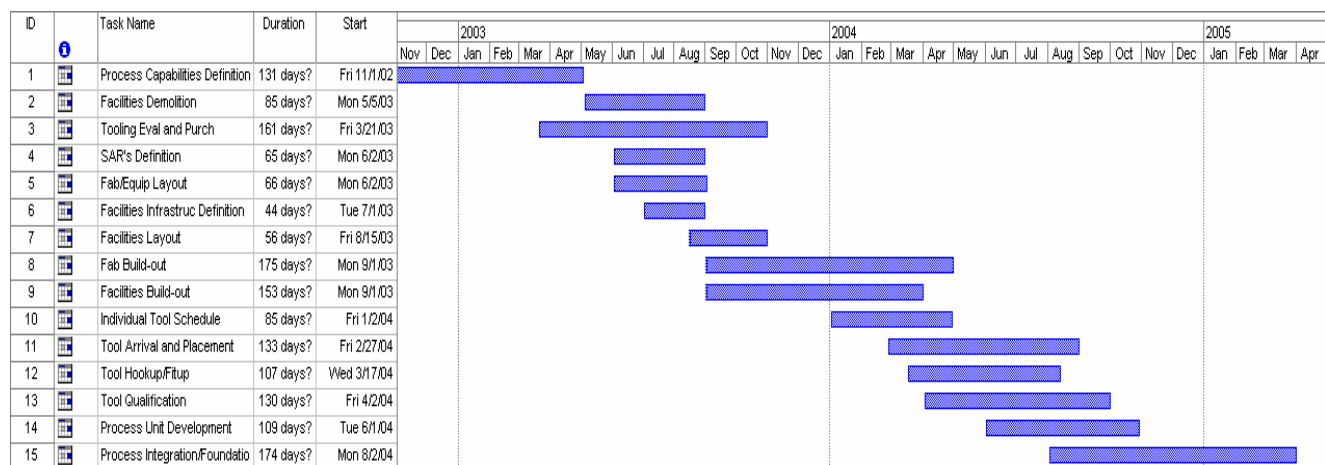 ID Task Name Duration Start 2003 2004 2005
i Nov Dec Jan Feb Mar Apr May Jun Jul Aug Sep Oct Nov Dec Jan Feb Mar Apr May Jun Jul Aug Sep Oct Nov Dec Jan Feb Mar Apr
1 Process Capabilities Definition 131 days? Fri 11/1/02
2 Facilities Demolition 85 days? Mon 5/5/03
3 Tooling Eval and Purch 161 days? Fri 3/21/03
4 SAR's Definition 65 days? Mon 6/2/03
5 Fab/Equip Layout 66 days? Mon 6/2/03
6 Facilities Infrastruc Definition 44 days? Tue 7/1/03
7 Facilities Layout 56 days? Fri 8/15/03
8 Fab Build-out 175 days? Mon 9/1/03
9 Facilities Build-out 153 days? Mon 9/1/03
10 Individual Tool Schedule 85 days? Fri 1/2/04
11 Tool Arrival and Placement 133 days? Fri 2/27/04
12 Tool Hookup/Fitup 107 days? Wed 3/17/04
13 Tool Qualification 130 days? Fri 4/2/04
14 Process Unit Development 109 days? Tue 6/1/04
15 Process Integration/Foundatio 174 days? Mon 8/2/04